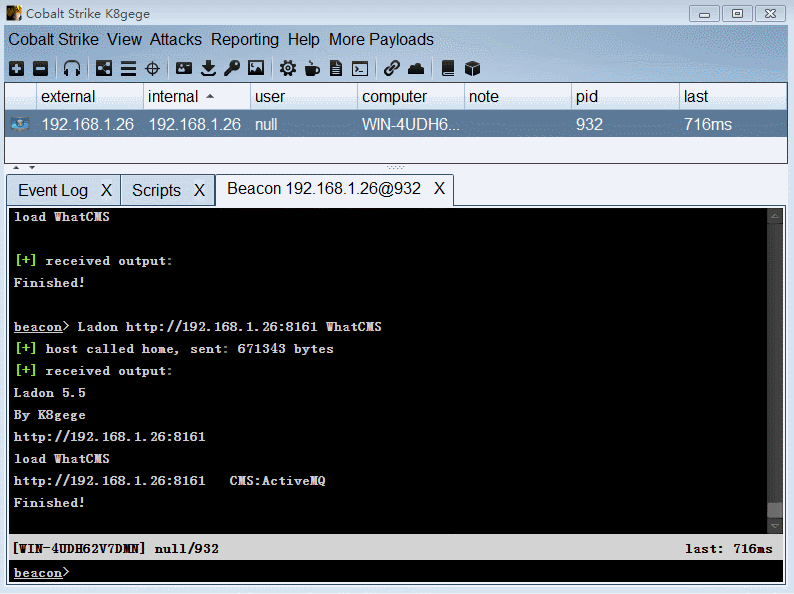 Cobalt Strike K8gege
Cobalt Strike View Attacks Reporting Help More Payloads
external internal user computer note pid last
192.168.1.26 192.168.1.26 null WIN-4UDH6... 932 716ms
Event Log X Scripts X Beacon 192.168.1.26@932 X
load WhatCMS
[+] received output:
Finished!
beacon> Ladon http://192.168.1.26:8161 WhatCMS
[+] host called home, sent: 671343 bytes
[+] received output:
Ladon 5.5
By K8gege
http://192.168.1.26:8161
load WhatCMS
http://192.168.1.26:8161 CMS:ActiveMQ
Finished!
[WIN-4UDH62V7DMN] null/932 last: 716ms
beacon>